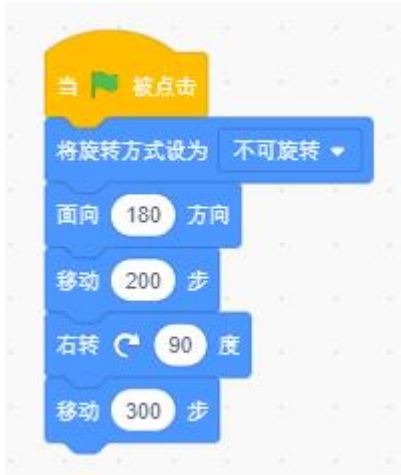 当 被点击
将旋转方式设为 不可旋转
面向 180 方向
移动 200 步
右转 90 度
移动 300 步